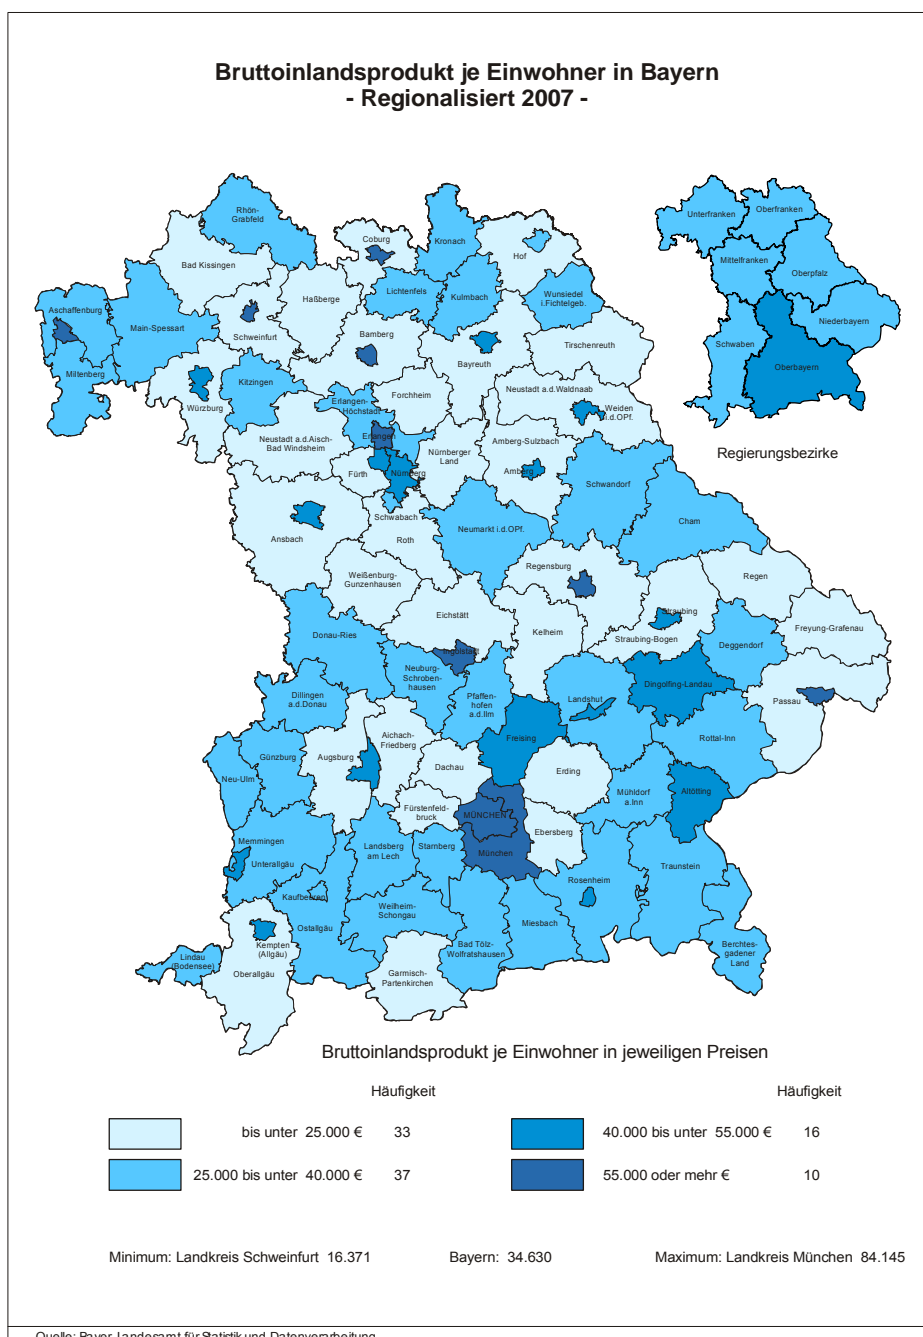 Bruttoinlandsprodukt je Einwohner in Bayern
- Regionalisiert 2007 -
Rhön-
Grabfeld
Coburg
Kronach
Hof
Bad Kissingen
Haßberge
Lichtenfels
Kulmbach
Wunsiedel
i.Fichtelgeb.
Aschaffenburg
Main-Spessart
Schweinfurt
Bamberg
Bayreuth
Tirschenreuth
Miltenberg
Würzburg
Kitzingen
Erlangen-
Höchstadt
Forchheim
Neustadt a.d.Waldnaab
Weiden
i.d.OPf.
Neustadt a.d.Aisch-
Bad Windsheim
Erlangen
Fürth
Nürnberg
Nürnberger
Land
Amberg-Sulzbach
Amberg
Schwandorf
Cham
Ansbach
Schwabach
Roth
Neumarkt i.d.OPf.
Weißenburg-
Gunzenhausen
Regensburg
Regen
Eichstätt
Kelheim
Straubing
Straubing-Bogen
Freyung-Grafenau
Donau-Ries
Ingolstadt
Neuburg-
Schroben-
hausen
Deggendorf
Dillingen
a.d.Donau
Pfaffen-
hofen
a.d.Ilm
Landshut
Dingolfing-Landau
Passau
Rottal-Inn
Neu-Ulm
Günzburg
Augsburg
Aichach-
Friedberg
Dachau
Freising
Erding
Mühldorf
a.Inn
Altötting
Fürstenfeld-
bruck
MÜNCHEN
München
Ebersberg
Memmingen
Unterallgäu
Landsberg
am Lech
Starnberg
Rosenheim
Traunstein
Kaufbeuren
Ostallgäu
Weilheim-
Schongau
Bad Tölz-
Wolfratshausen
Miesbach
Berchtes-
gadener
Land
Lindau
(Bodensee)
Kempten
(Allgäu)
Oberallgäu
Garmisch-
Partenkirchen
Unterfranken
Oberfranken
Mittelfranken
Oberpfalz
Niederbayern
Schwaben
Oberbayern
Regierungsbezirke
Bruttoinlandsprodukt je Einwohner in jeweiligen Preisen
Häufigkeit Häufigkeit
bis unter 25.000 € 33 40.000 bis unter 55.000 € 16
25.000 bis unter 40.000 € 37 55.000 oder mehr € 10
Minimum: Landkreis Schweinfurt 16.371 Bayern: 34.630 Maximum: Landkreis München 84.145
Quelle: Bayer. Landesamt für Statistik und Datenverarbeitung